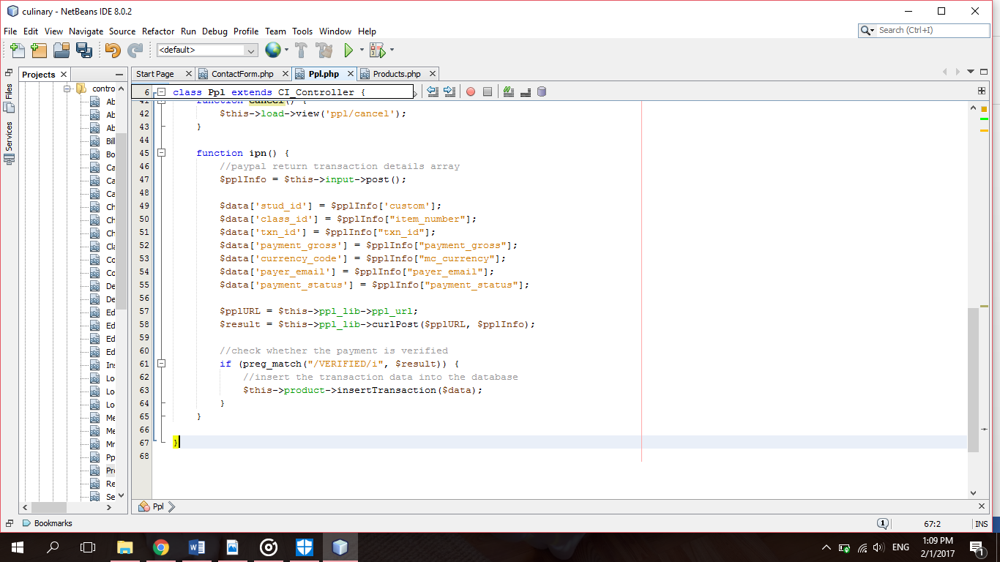 culinary - NetBeans IDE 8.0.2
File Edit View Navigate Source Refactor Run Debug Profile Team Tools Window Help
Search (Ctrl+I)
<default>
Projects
Files
Services
Start Page
ContactForm.php
Ppl.php
Products.php
contro
Ab
Ab
Ab
Bill
Bo
Ca
Ca
Ca
Ch
Ch
Ch
Cla
Co
Co
De
De
Ed
Ed
Ed
Ed
Ins
Lo
Lo
Lo
Me
Me
Mn
Pp
Pro
Re
Se
6 class Ppl extends CI_Controller {
41 function cancel() {
42 $this->load->view('ppl/cancel');
43 }
44
45 function ipn() {
46 //paypal return transaction details array
47 $pplInfo = $this->input->post();
48
49 $data['stud_id'] = $pplInfo['custom'];
50 $data['class_id'] = $pplInfo["item_number"];
51 $data['txn_id'] = $pplInfo["txn_id"];
52 $data['payment_gross'] = $pplInfo["payment_gross"];
53 $data['currency_code'] = $pplInfo["mc_currency"];
54 $data['payer_email'] = $pplInfo["payer_email"];
55 $data['payment_status'] = $pplInfo["payment_status"];
56
57 $pplURL = $this->ppl_lib->ppl_url;
58 $result = $this->ppl_lib->curlPost($pplURL, $pplInfo);
59
60 //check whether the payment is verified
61 if (preg_match("/VERIFIED/i", $result)) {
62 //insert the transaction data into the database
63 $this->product->insertTransaction($data);
64 }
65 }
66
67 }
68
Ppl
Bookmarks
1
67:2
INS
ENG
1:09 PM
2/1/2017
1